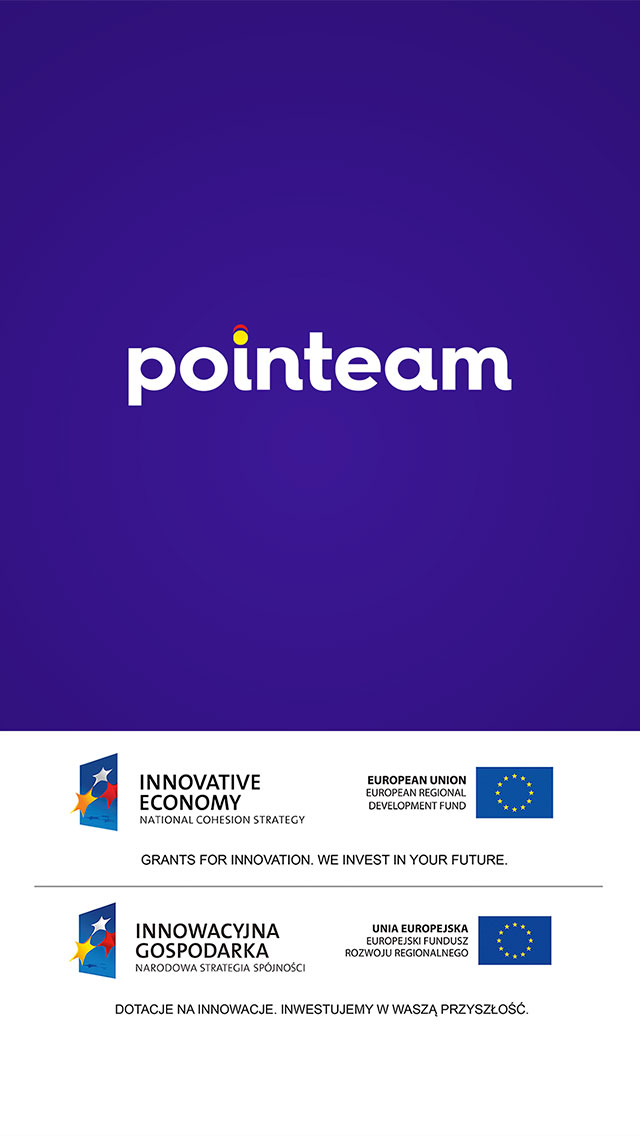 pointeam
INNOVATIVE
ECONOMY
NATIONAL COHESION STRATEGY
EUROPEAN UNION
EUROPEAN REGIONAL
DEVELOPMENT FUND
GRANTS FOR INNOVATION. WE INVEST IN YOUR FUTURE.
INNOWACYJNA
GOSPODARKA
NARODOWA STRATEGIA SPÓJNOŚCI
UNIA EUROPEJSKA
EUROPEJSKI FUNDUSZ
ROZWOJU REGIONALNEGO
DOTACJE NA INNOWACJE. INWESTUJEMY W WASZĄ PRZYSZŁOŚĆ.